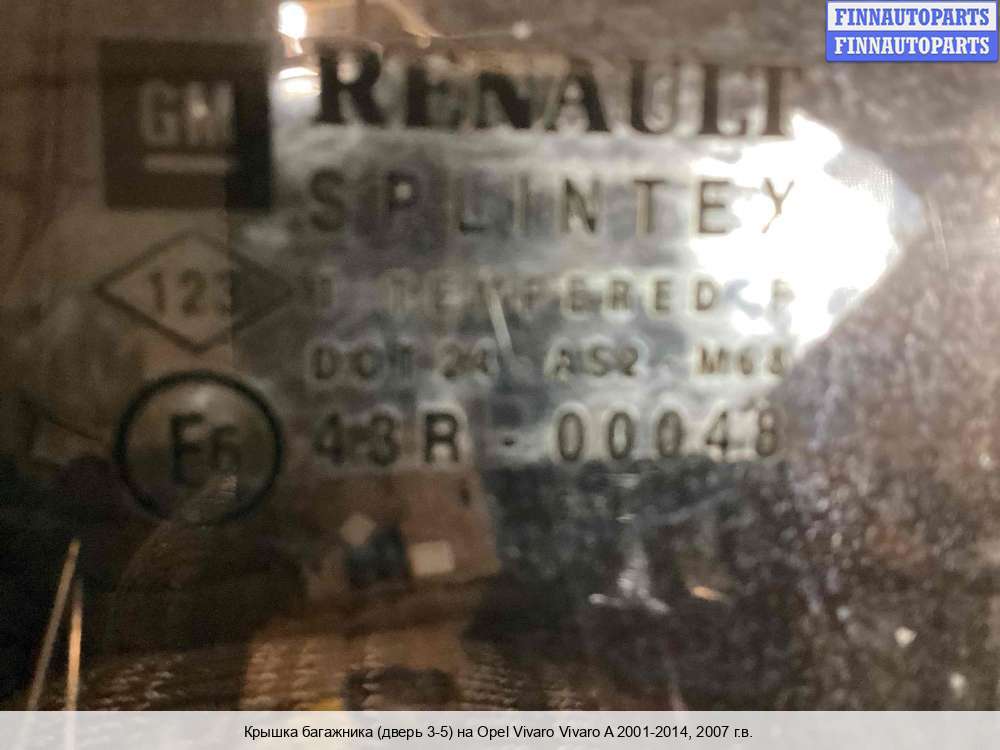 FINNAUTOPARTS
FINNAUTOPARTS
GM
RENAULT
SPLINTEX
123
TEMPERED
DOT 24 AS2 M68
E6
43R - 00048
Крышка багажника (дверь 3-5) на Opel Vivaro Vivaro A 2001-2014, 2007 г.в.